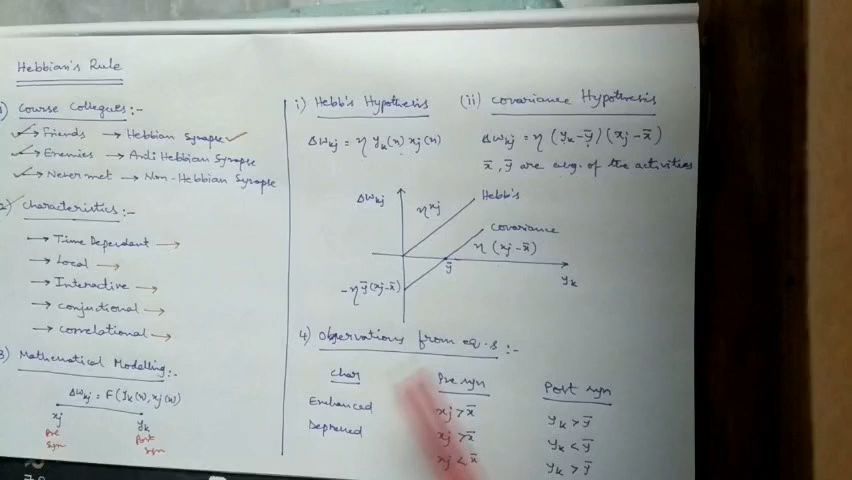 Hebbian's Rule
1) Course Collegues:-
Friends → Hebbian Synapse
Enemies → Anti Hebbian Synapse
Never met → Non-Hebbian Synapse
2) Characteristics:-
→ Time Dependent →
→ Local →
→ Interactive →
→ conjuctional →
→ correlational →
3) Mathematical Modelling:-
Δwkj = F(yk(n), xj(n))
xj yk
Pre Post
Syn Syn
i) Hebb's Hypothesis
Δwkj = η yk(n) xj(n)
(ii) covariance Hypothesis
Δwkj = η (yk-ȳ) (xj-x̄)
x̄, ȳ are avg. of the activities
Δwkj
ηxj
Hebb's
covariance
η (xj-x̄)
ȳ
yk
-ηȳ(xj-x̄)
4) Observations from eq.s:-
char Pre syn Post syn
Enhanced xj > x̄ yk > ȳ
Depressed xj > x̄ yk < ȳ
xj < x̄ yk > ȳ